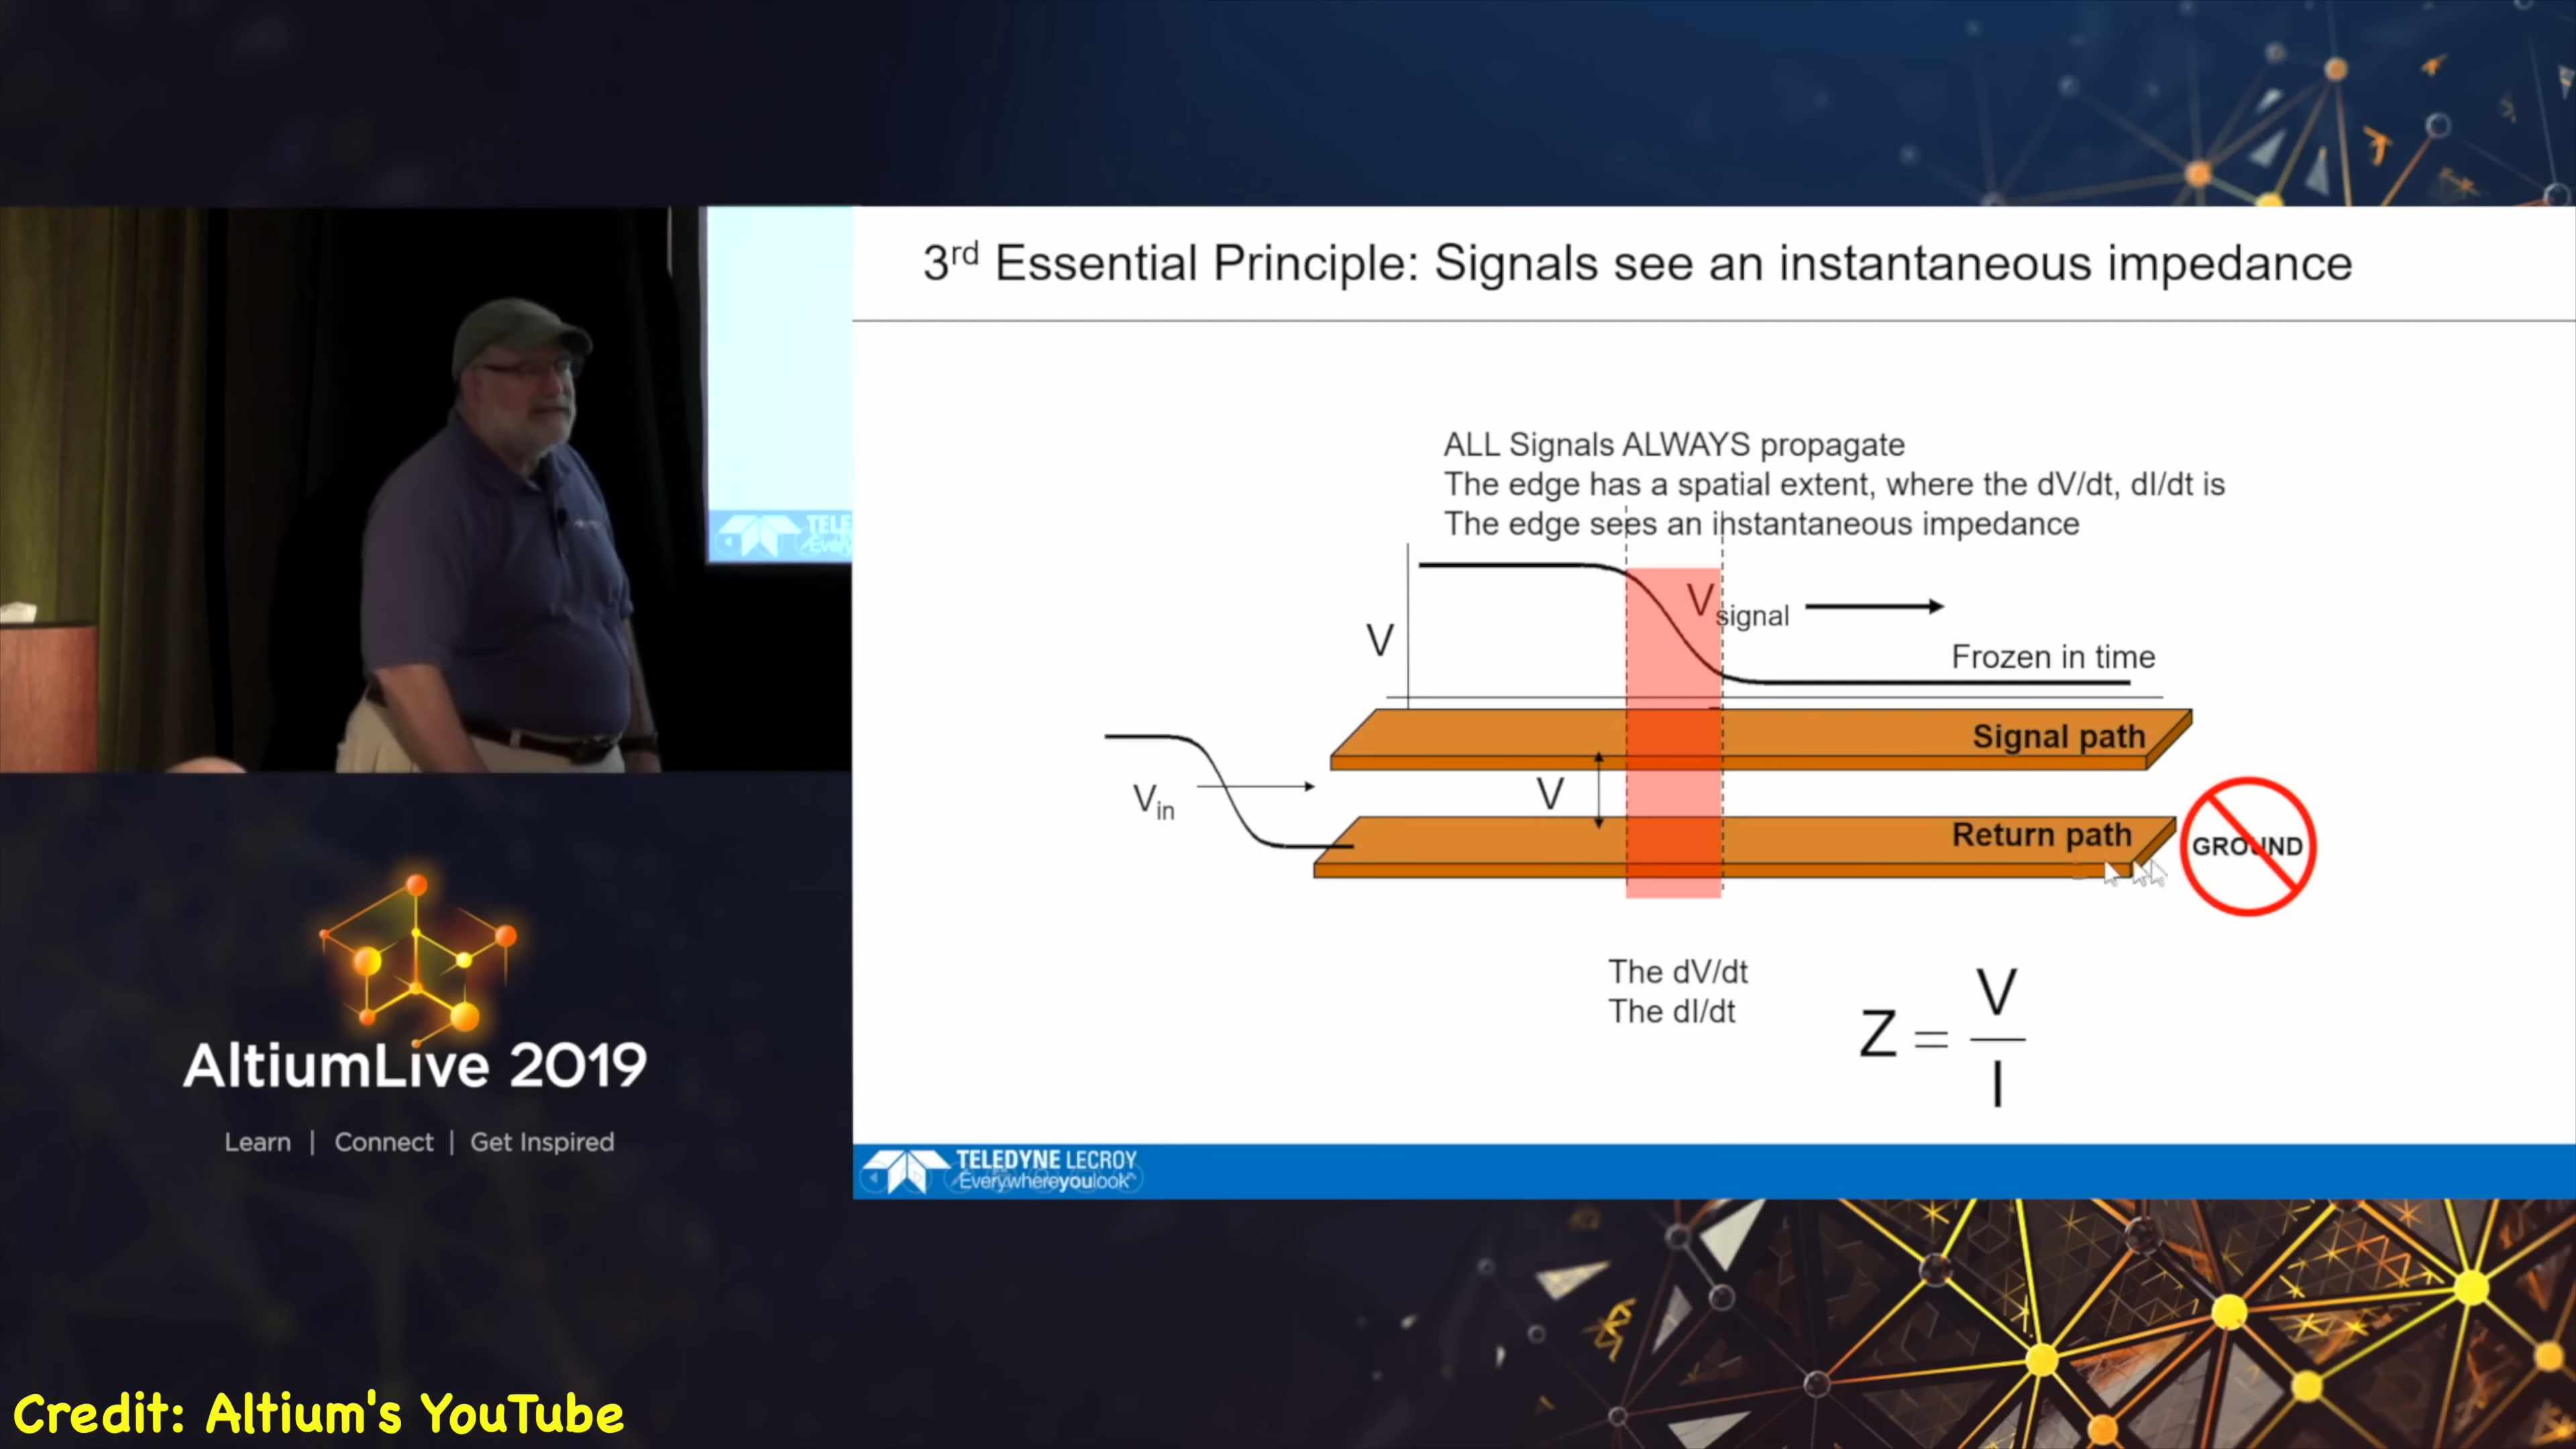 3rd Essential Principle: Signals see an instantaneous impedance
ALL Signals ALWAYS propagate
The edge has a spatial extent, where the dV/dt, dI/dt is
The edge sees an instantaneous impedance
V
Vsignal
Frozen in time
Signal path
Vin
V
Return path
GROUND
The dV/dt
The dI/dt
Z = V
I
TELEDYNE LECROY
Everywhereyoulook
TELE
Every
AltiumLive 2019
Learn | Connect | Get Inspired
Credit: Altium's YouTube